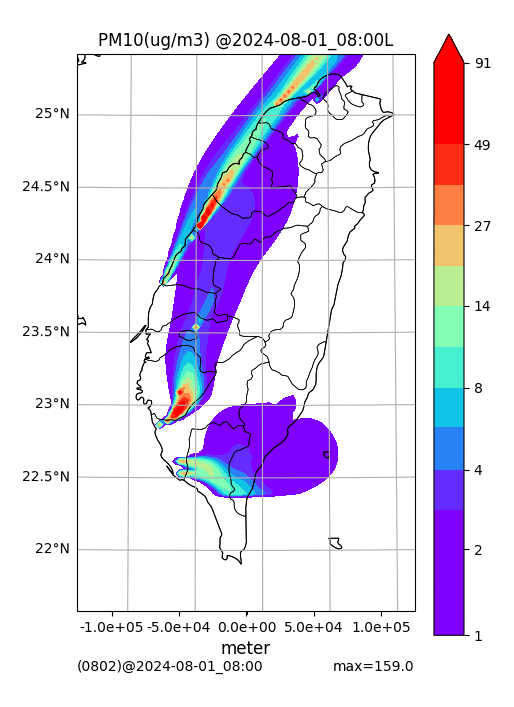 PM10(ug/m3) @2024-08-01_08:00L
25°N
24.5°N
24°N
23.5°N
23°N
22.5°N
22°N
-1.0e+05 -5.0e+04 0.0e+00 5.0e+04 1.0e+05
meter
(0802)@2024-08-01_08:00 max=159.0
91
49
27
14
8
4
2
1